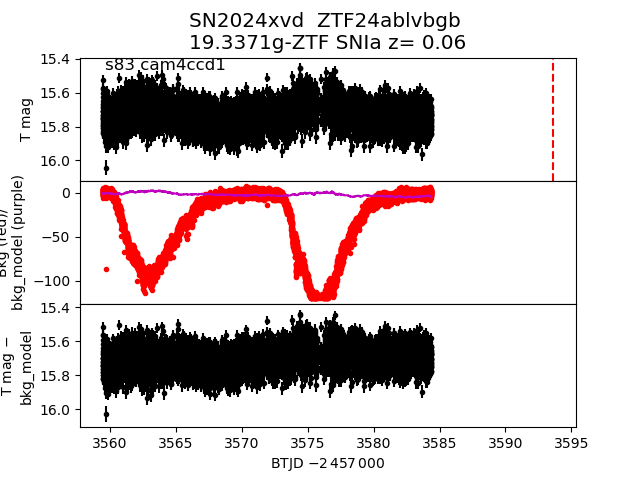 SN2024xvd ZTF24ablvbgb
19.3371g-ZTF SNIa z= 0.06
s83 cam4ccd1
15.4
15.6
15.8
16.0
T mag
0
−50
−100
Bkg (red)/
bkg_model (purple)
15.4
15.6
15.8
16.0
T mag −
bkg_model
3560 3565 3570 3575 3580 3585 3590 3595
BTJD −2 457 000